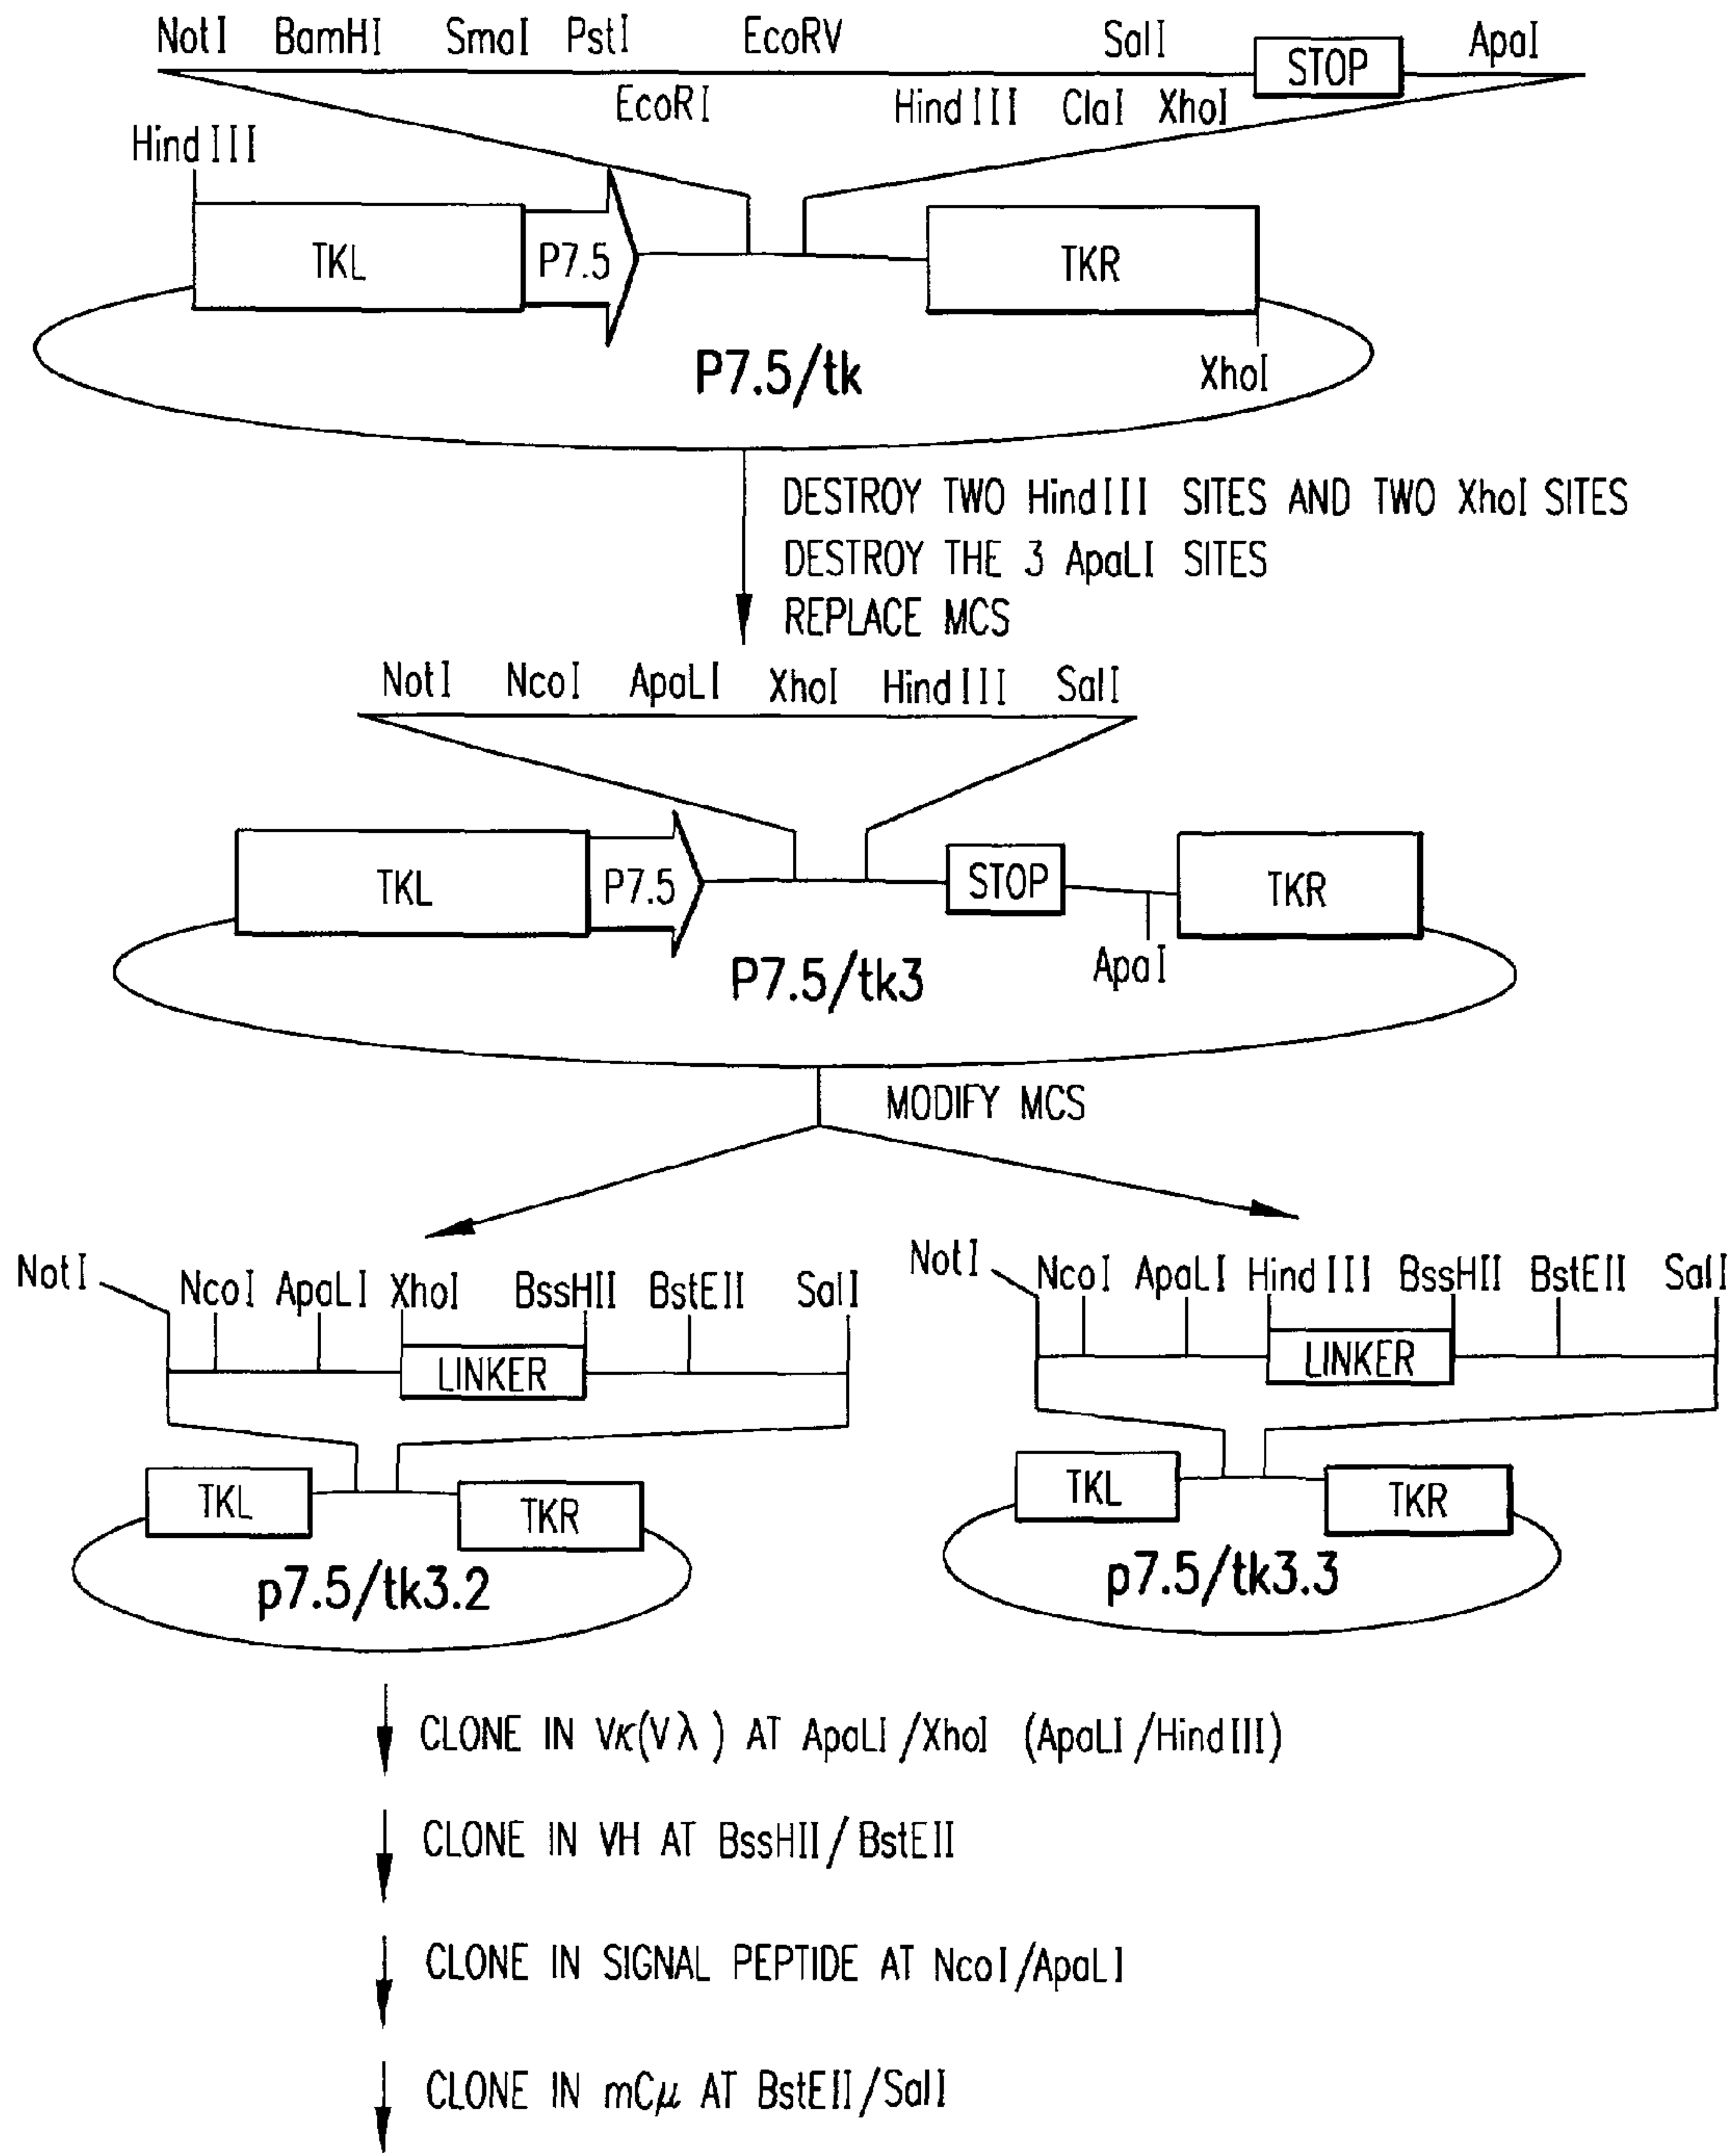 NotI BamHI SmaI PstI EcoRV SalI STOP ApaI
EcoRI HindIII ClaI XhoI
HindIII
TKL P7.5 TKR
P7.5/tk
XhoI
DESTROY TWO HindIII SITES AND TWO XhoI SITES
DESTROY THE 3 ApaLI SITES
REPLACE MCS
NotI NcoI ApaLI XhoI HindIII SalI
TKL P7.5 STOP TKR
ApaI
P7.5/tk3
MODIFY MCS
NotI NcoI ApaLI XhoI BssHII BstEII SalI
LINKER
TKL TKR
p7.5/tk3.2
NotI NcoI ApaLI HindIII BssHII BstEII SalI
LINKER
TKL TKR
p7.5/tk3.3
CLONE IN Vκ(Vλ) AT ApaLI/XhoI (ApaLI/HindIII)
CLONE IN VH AT BssHII/BstEII
CLONE IN SIGNAL PEPTIDE AT NcoI/ApaLI
CLONE IN mCμ AT BstEII/SalI